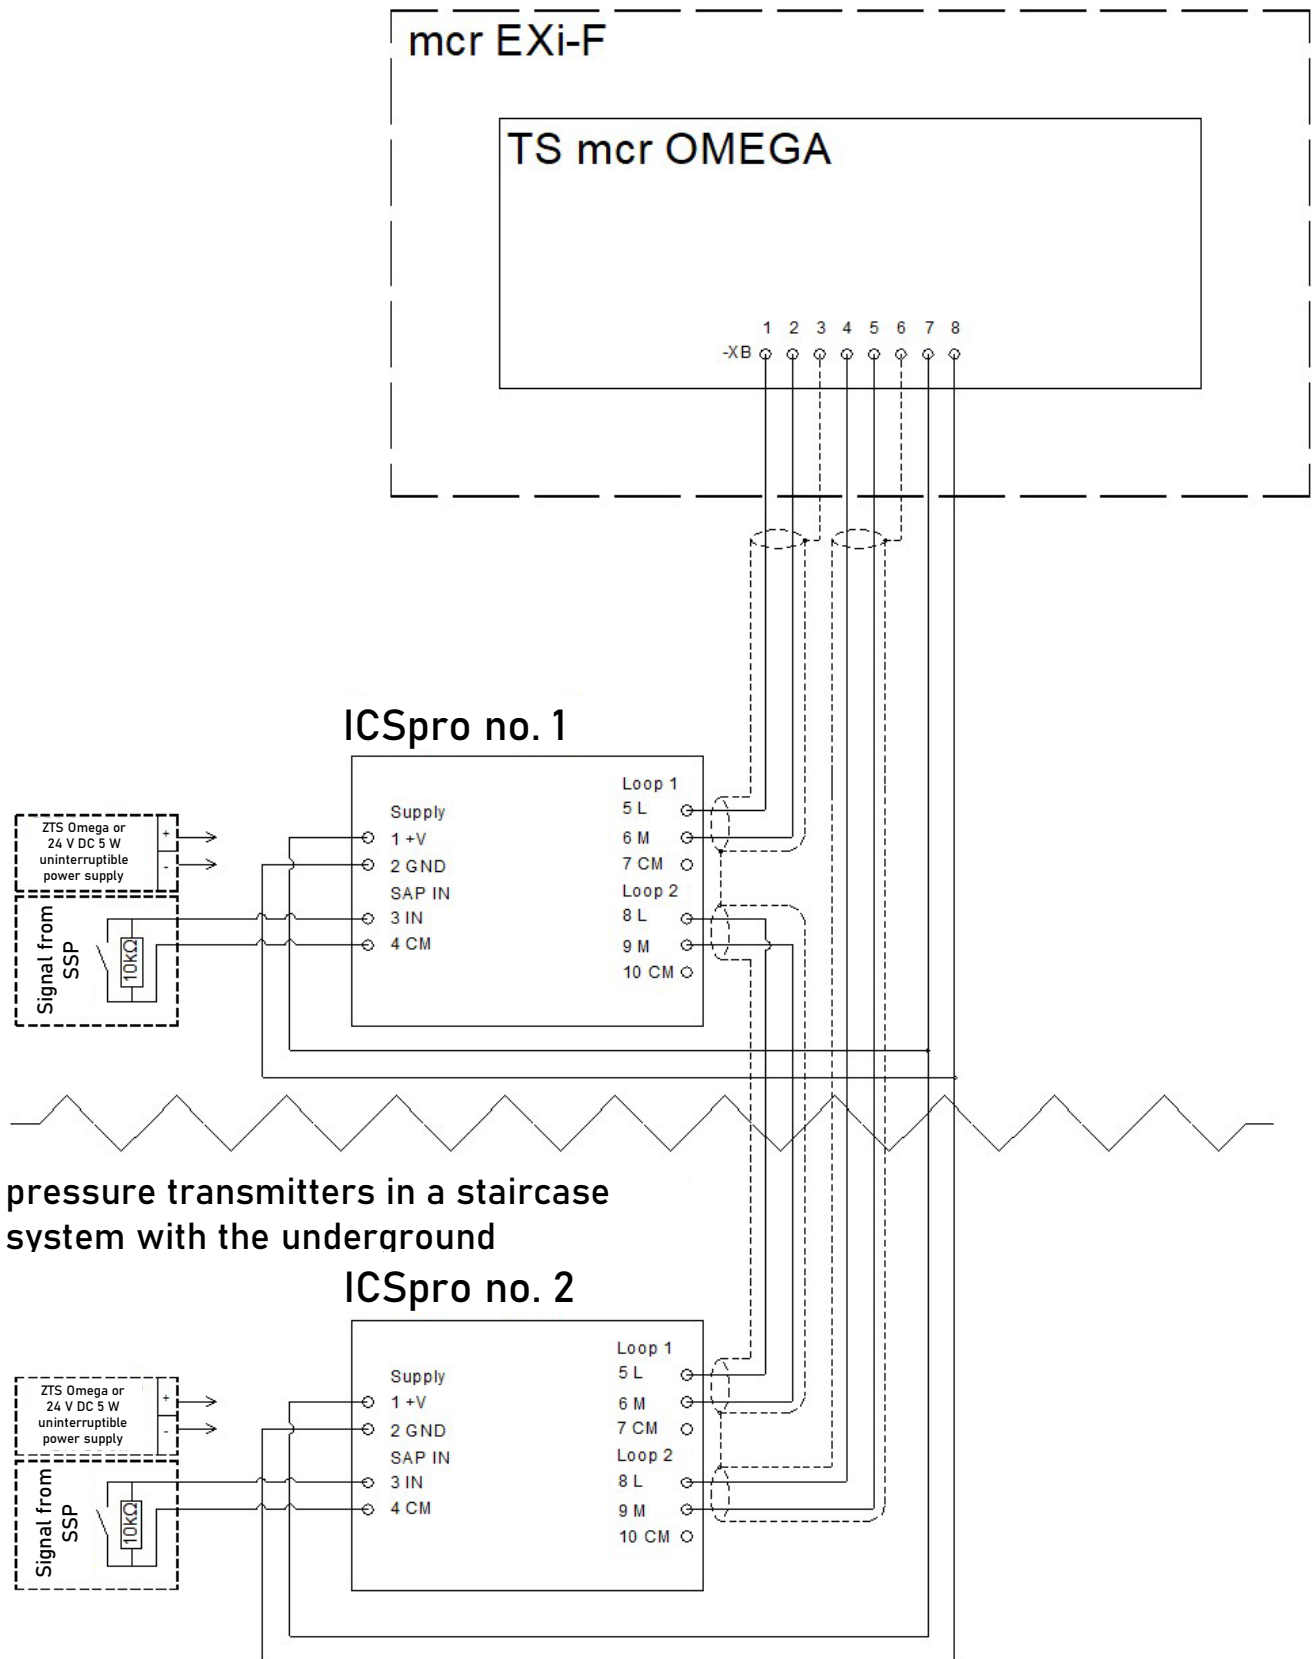 mcr EXi-F
TS mcr OMEGA
1 2 3 4 5 6 7 8
-XB
ICSpro no. 1
Loop 1
Supply
5 L
1 +V
6 M
2 GND
7 CM
SAP IN
Loop 2
3 IN
8 L
4 CM
9 M
10 CM
ZTS Omega or
24 V DC 5 W
uninterruptible
power supply
+
-
Signal from
SSP
10kΩ
pressure transmitters in a staircase
system with the underground
ICSpro no. 2
Loop 1
Supply
5 L
1 +V
6 M
2 GND
7 CM
SAP IN
Loop 2
3 IN
8 L
4 CM
9 M
10 CM
ZTS Omega or
24 V DC 5 W
uninterruptible
power supply
+
-
Signal from
SSP
10kΩ